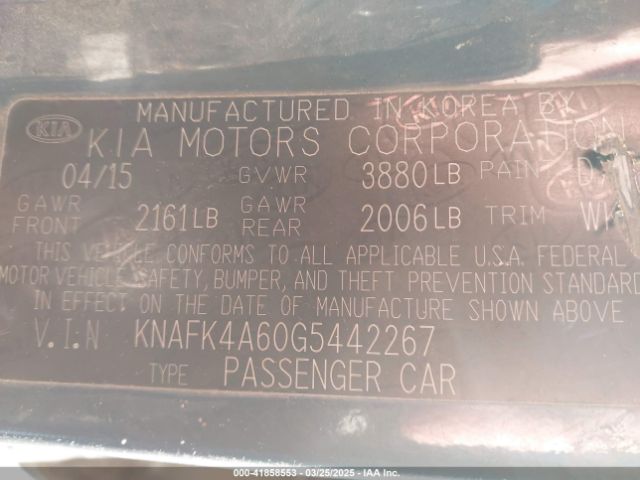 MANUFACTURED IN KOREA BY
KIA
KIA MOTORS CORPORATION
04/15 GVWR 3880LB PAIN
GAWR FRONT 2161LB GAWR REAR 2006LB TRIM
THIS VEHICLE CONFORMS TO ALL APPLICABLE U.S.A. FEDERAL
MOTOR VEHICLE SAFETY, BUMPER, AND THEFT PREVENTION STANDARD
IN EFFECT ON THE DATE OF MANUFACTURE SHOWN ABOVE
V.I.N KNAFK4A60G5442267
TYPE PASSENGER CAR
000-41858553 — 03/25/2025 - IAA Inc.